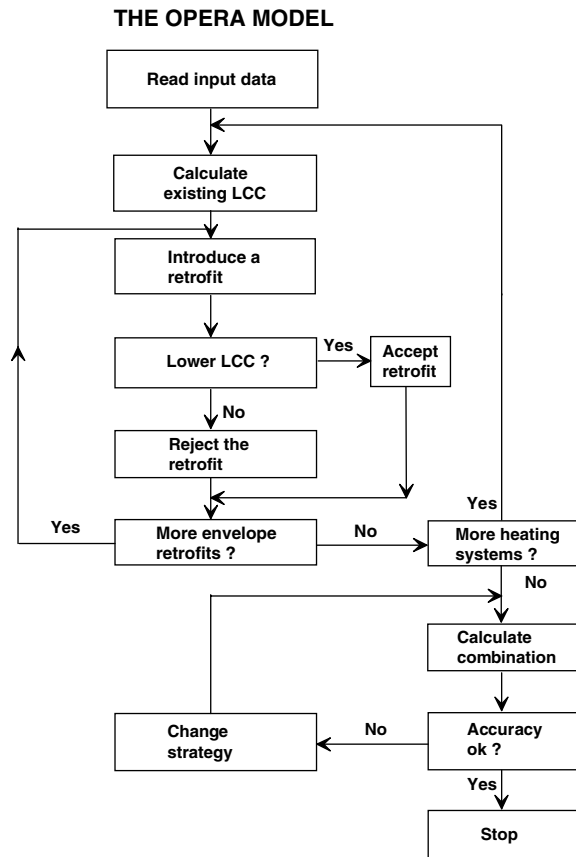 THE OPERA MODEL
Read input data
Calculate
existing LCC
Introduce a
retrofit
Lower LCC ?
Yes
Accept
retrofit
No
Reject the
retrofit
Yes
More envelope
retrofits ?
No
Yes
More heating
systems ?
No
Calculate
combination
Change
strategy
No
Accuracy
ok ?
Yes
Stop